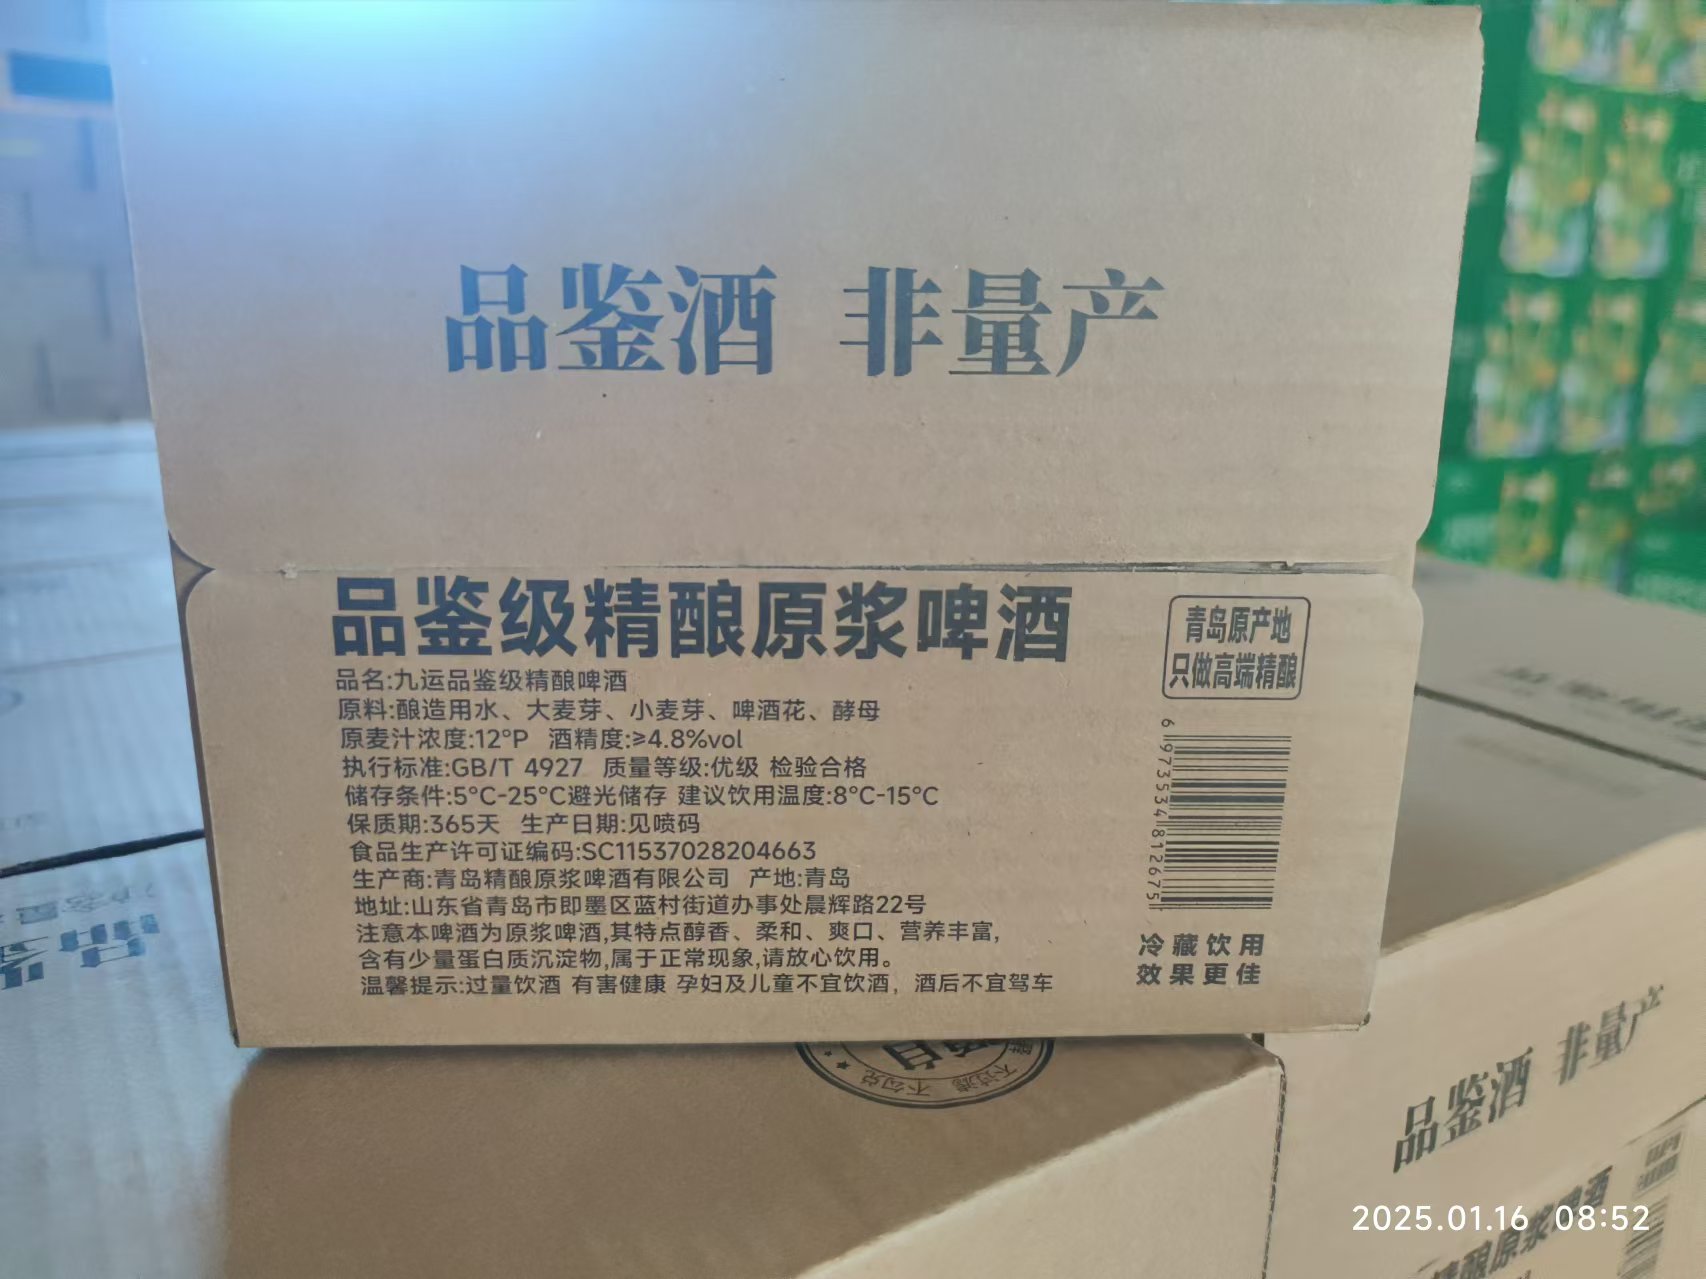 品鉴酒 非量产
品鉴级精酿原浆啤酒
青岛原产地
只做高端精酿
品名:九运品鉴级精酿啤酒
原料:酿造用水、大麦芽、小麦芽、啤酒花、酵母
原麦汁浓度:12°P 酒精度:≥4.8%vol
执行标准:GB/T 4927 质量等级:优级 检验合格
储存条件:5°C-25°C避光储存 建议饮用温度:8°C-15°C
保质期:365天 生产日期:见喷码
食品生产许可证编码:SC11537028204663
生产商:青岛精酿原浆啤酒有限公司 产地:青岛
地址:山东省青岛市即墨区蓝村街道办事处晨辉路22号
注意本啤酒为原浆啤酒,其特点醇香、柔和、爽口、营养丰富,
含有少量蛋白质沉淀物,属于正常现象,请放心饮用。
温馨提示:过量饮酒 有害健康 孕妇及儿童不宜饮酒，酒后不宜驾车
6973534812675
冷藏饮用
效果更佳
不过滤
不勾兑
品鉴酒 非量产
精酿原浆啤酒
2025.01.16 08:52